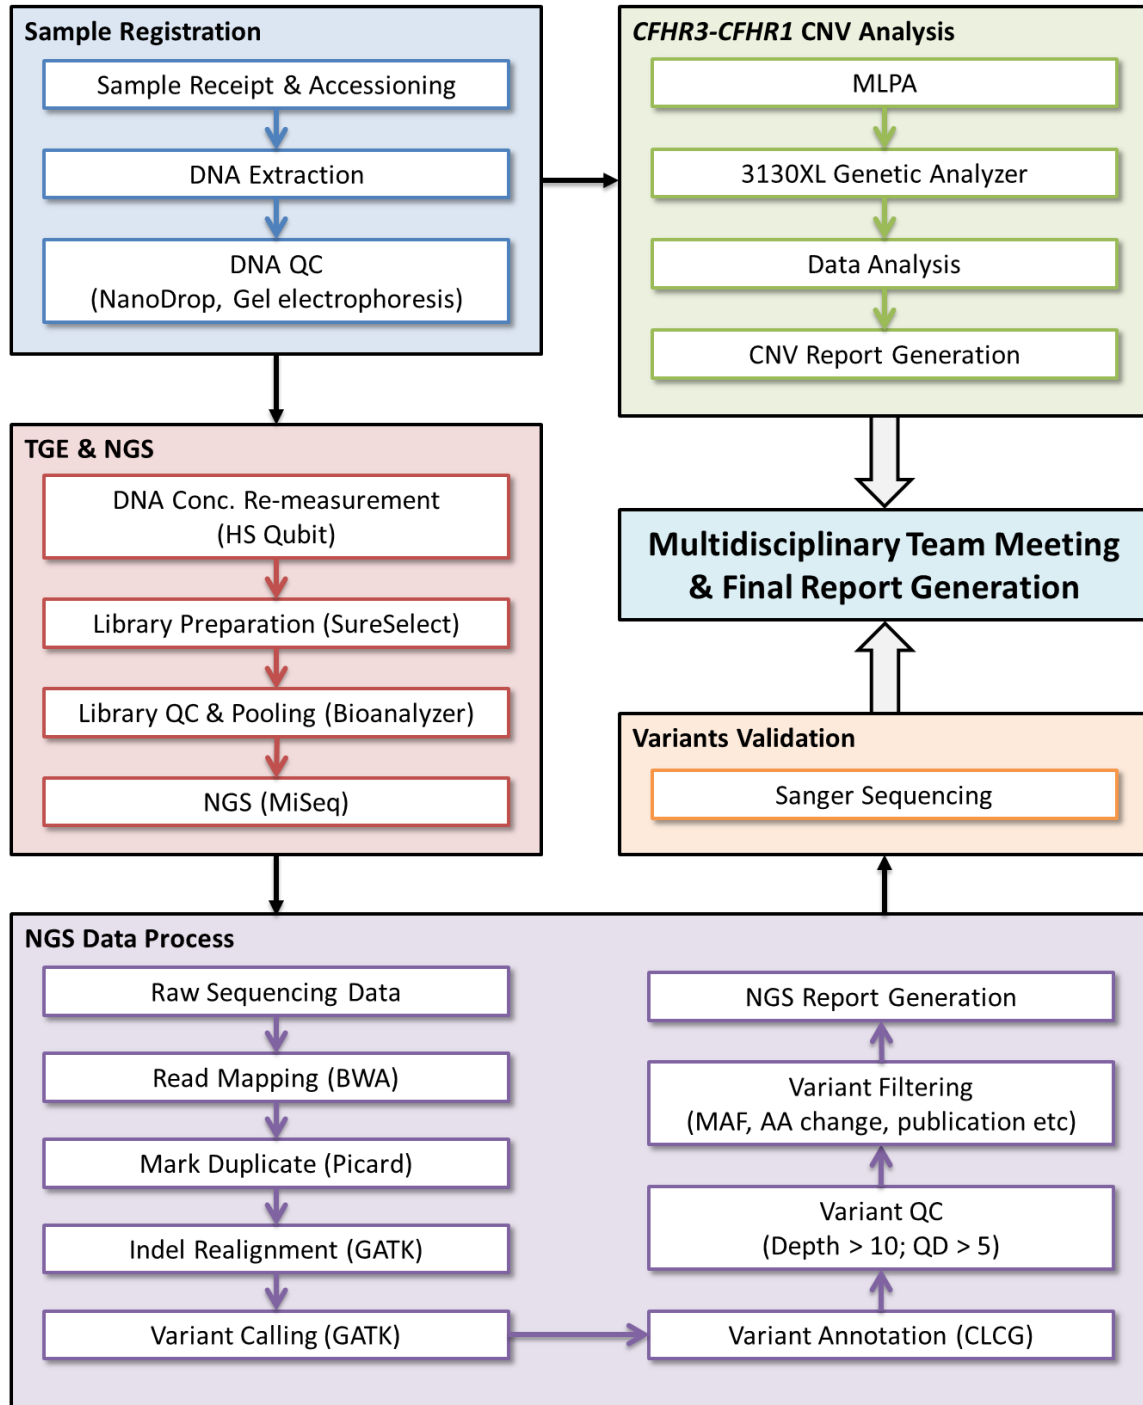 Sample Registration
Sample Receipt & Accessioning
DNA Extraction
DNA QC
(NanoDrop, Gel electrophoresis)
CFHR3-CFHR1 CNV Analysis
MLPA
3130XL Genetic Analyzer
Data Analysis
CNV Report Generation
TGE & NGS
DNA Conc. Re-measurement
(HS Qubit)
Library Preparation (SureSelect)
Library QC & Pooling (Bioanalyzer)
NGS (MiSeq)
Multidisciplinary Team Meeting
& Final Report Generation
Variants Validation
Sanger Sequencing
NGS Data Process
Raw Sequencing Data
Read Mapping (BWA)
Mark Duplicate (Picard)
Indel Realignment (GATK)
Variant Calling (GATK)
NGS Report Generation
Variant Filtering
(MAF, AA change, publication etc)
Variant QC
(Depth > 10; QD > 5)
Variant Annotation (CLCG)